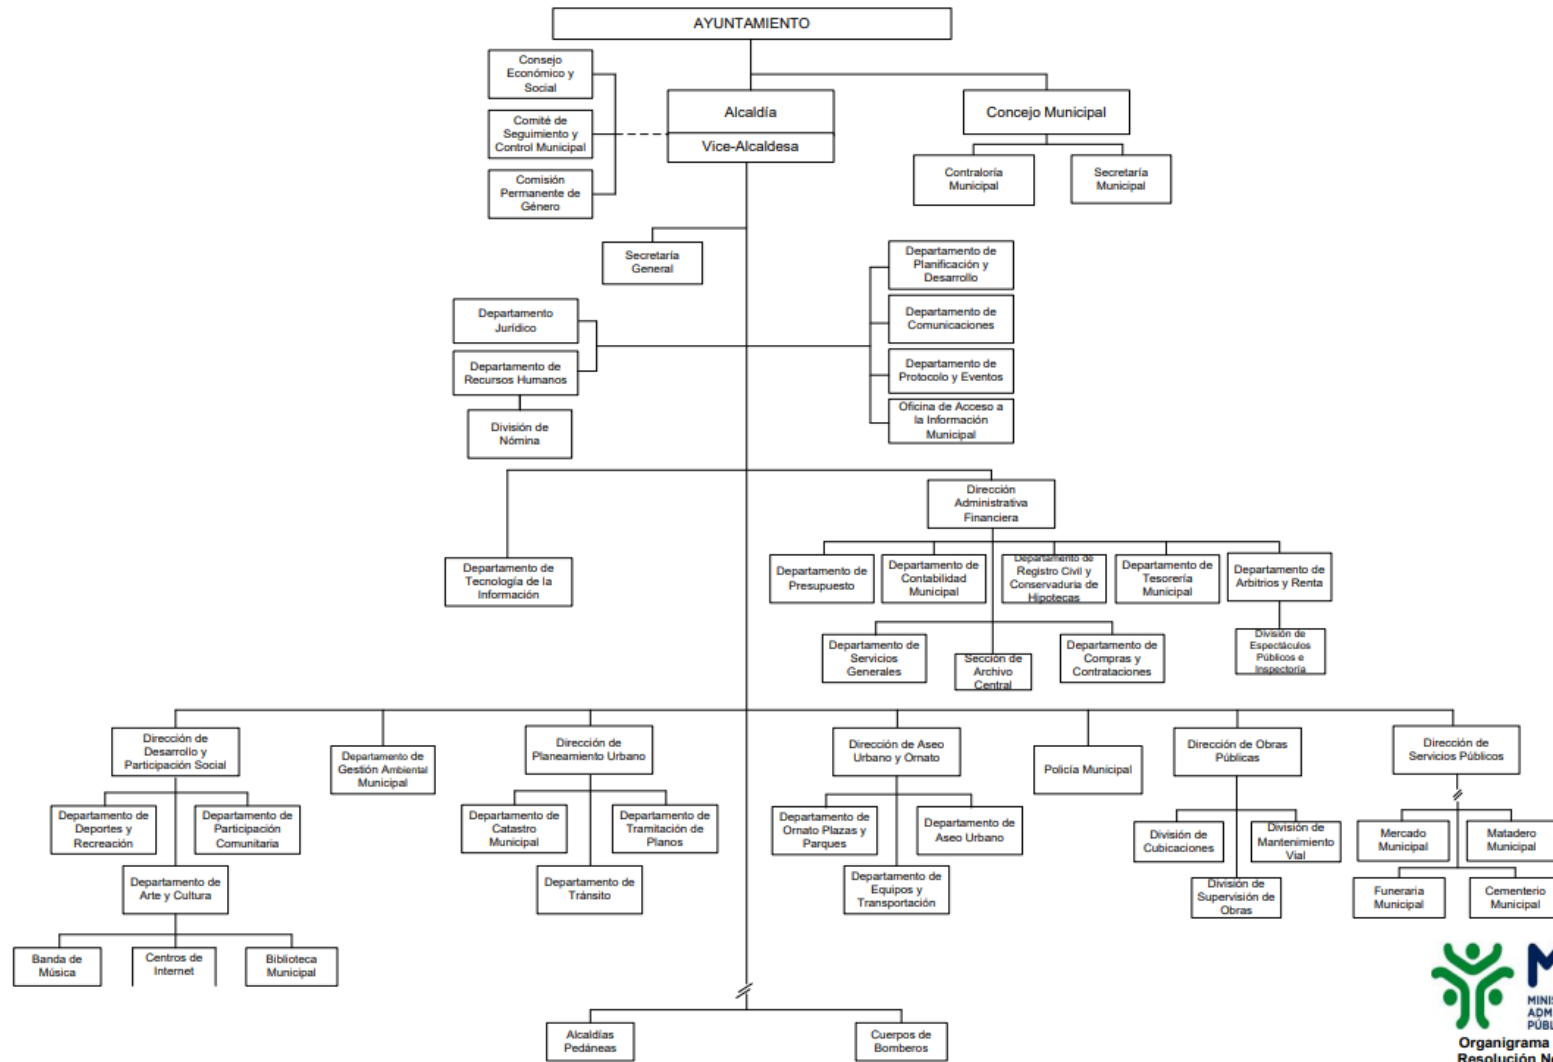 AYUNTAMIENTO
Consejo
Económico y
Social
Comité de
Seguimiento y
Control Municipal
Comisión
Permanente de
Género
Alcaldía
Vice-Alcaldesa
Concejo Municipal
Contraloría
Municipal
Secretaría
Municipal
Secretaría
General
Departamento
Jurídico
Departamento de
Recursos Humanos
División de
Nómina
Departamento de
Planificación y
Desarrollo
Departamento de
Comunicaciones
Departamento de
Protocolo y Eventos
Oficina de Acceso a
la Información
Municipal
Departamento de
Tecnología de la
Información
Dirección
Administrativa
Financiera
Departamento de
Presupuesto
Departamento de
Contabilidad
Municipal
Departamento de
Registro Civil y
Conservaduría de
Hipotecas
Departamento de
Tesorería
Municipal
Departamento de
Arbitrios y Renta
Departamento de
Servicios
Generales
Sección de
Archivo
Central
Departamento de
Compras y
Contrataciones
División de
Espectáculos
Públicos e
Inspectoría
Dirección de
Desarrollo y
Participación Social
Departamento de
Gestión Ambiental
Municipal
Dirección de
Planeamiento Urbano
Dirección de Aseo
Urbano y Ornato
Policía Municipal
Dirección de Obras
Públicas
Dirección de
Servicios Públicos
Departamento de
Deportes y
Recreación
Departamento de
Participación
Comunitaria
Departamento de
Arte y Cultura
Banda de
Música
Centros de
Internet
Biblioteca
Municipal
Departamento de
Catastro
Municipal
Departamento de
Tramitación de
Planos
Departamento de
Tránsito
Departamento de
Ornato Plazas y
Parques
Departamento
de Aseo Urbano
Departamento de
Equipos y
Transportación
División de
Cubicaciones
División de
Mantenimiento
Vial
División de
Supervisión de
Obras
Mercado
Municipal
Matadero
Municipal
Funeraria
Municipal
Cementerio
Municipal
Alcaldías
Pedáneas
Cuerpos de
Bomberos
Organigrama
Resolución